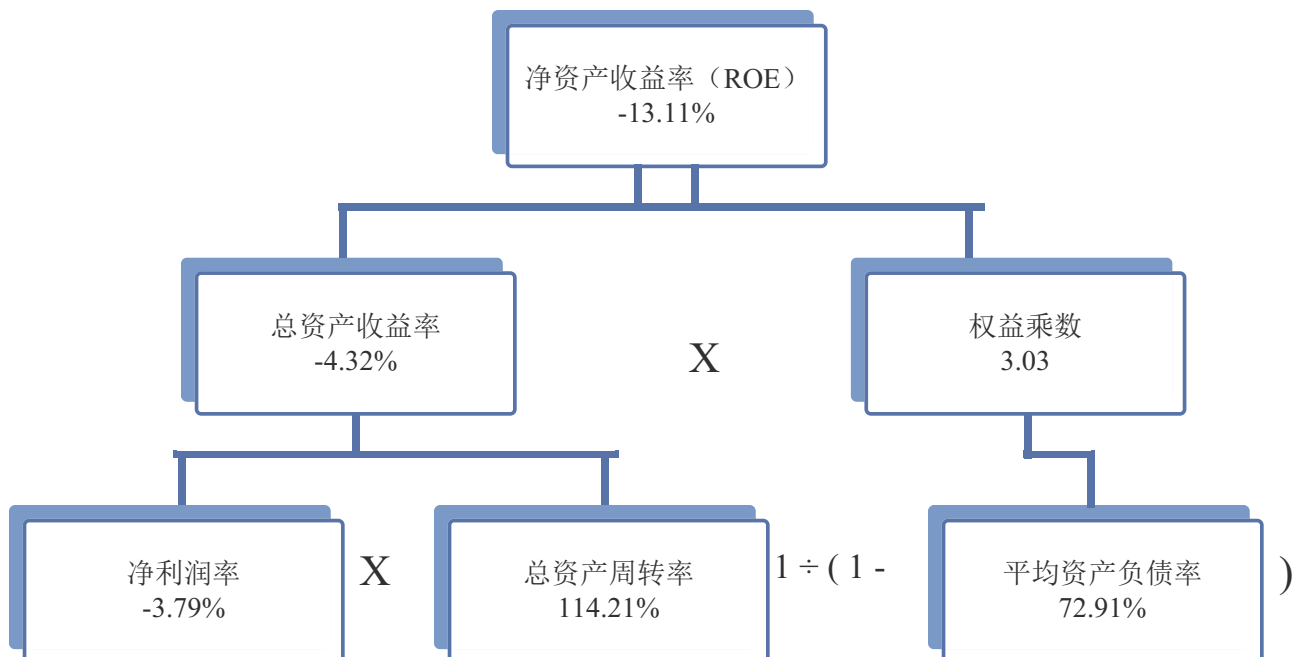 净资产收益率（ROE）
-13.11%
总资产收益率
-4.32%
X
权益乘数
3.03
净利润率
-3.79%
X
总资产周转率
114.21%
1 ÷ ( 1 -
平均资产负债率
72.91%
)